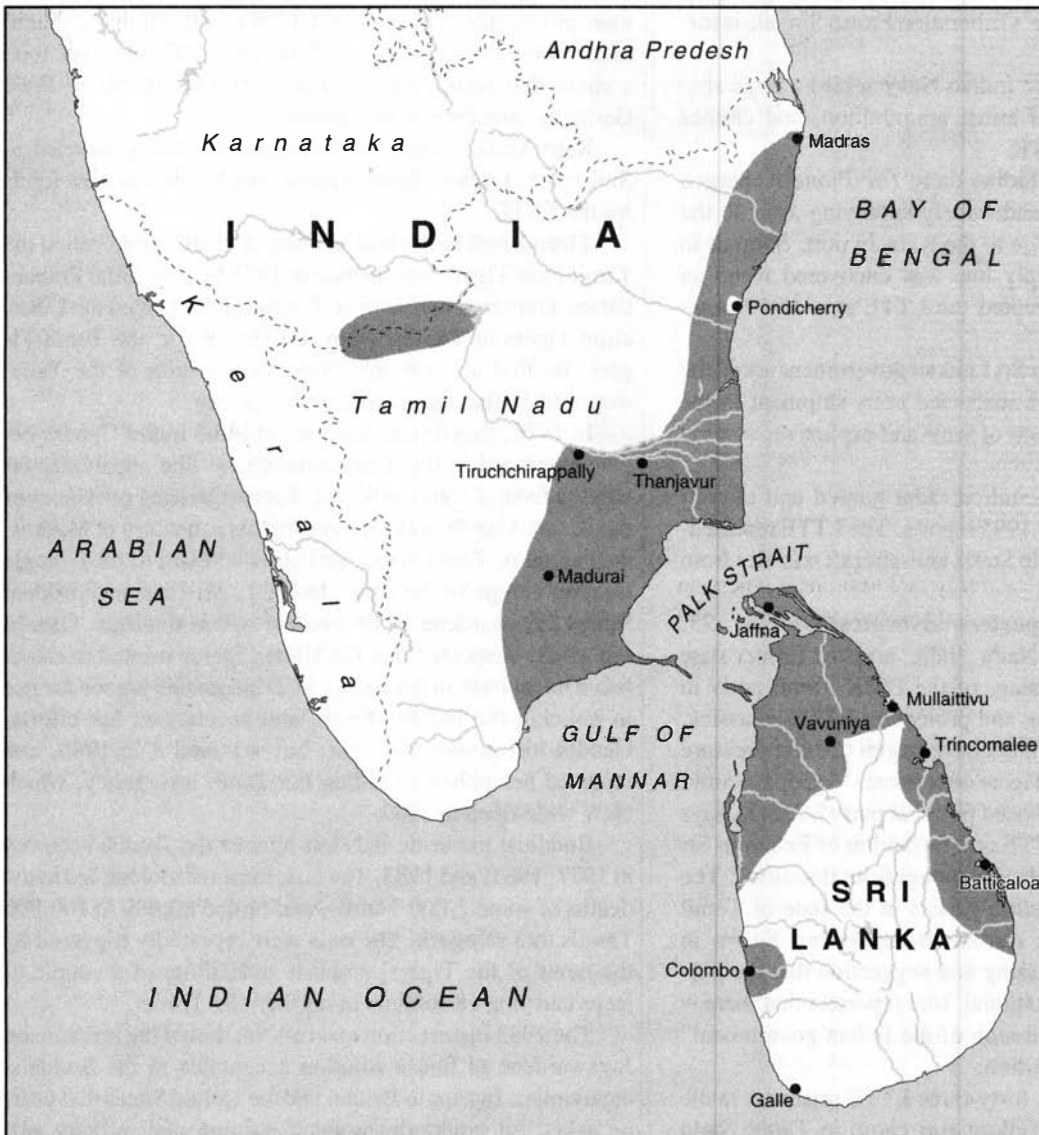 Andhra Predesh
Karnataka
Madras
INDIA
BAY OF
BENGAL
Kerala
Pondicherry
Tamil Nadu
Tiruchchirappally
Thanjavur
ARABIAN
SEA
Madurai
PALK STRAIT
Jaffna
Mullaittivu
Vavuniya
Trincomalee
GULF OF
MANNAR
Batticaloa
SRI
LANKA
Colombo
INDIAN OCEAN
Galle